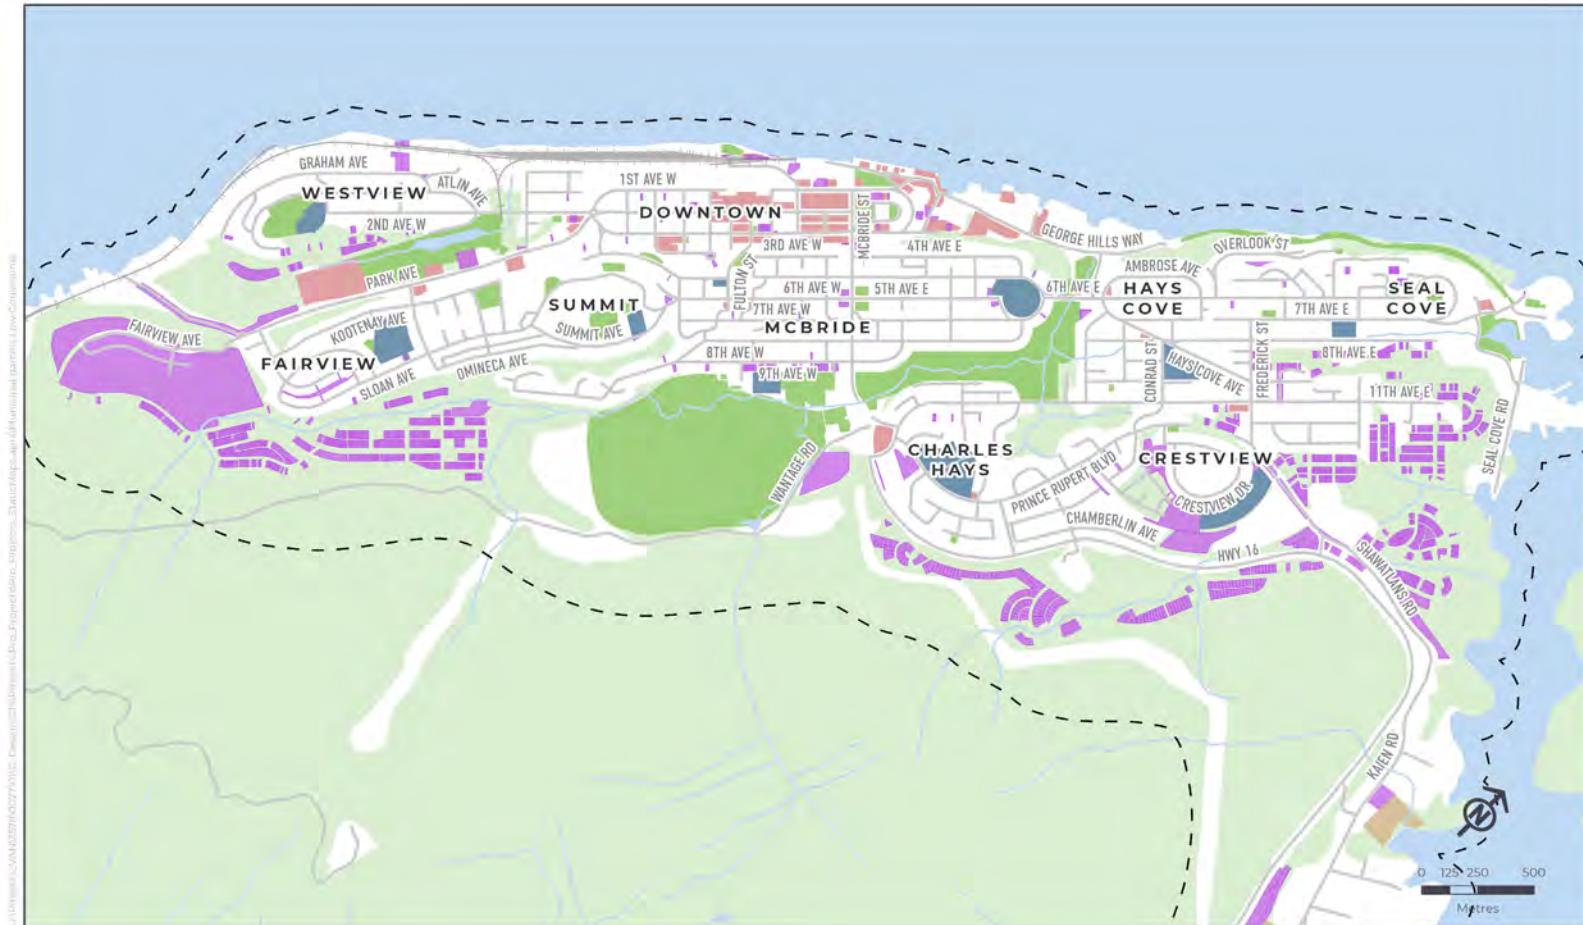 GRAHAM AVE
WESTVIEW
ATLIN AVE
1ST AVE W
2ND AVE W
DOWNTOWN
3RD AVE W
MCBRIDE ST
4TH AVE E
GEORGE HILLS WAY
OVERLOOK ST
AMBROSE AVE
PARK AVE
FULTON ST
6TH AVE W
5TH AVE E
6TH AVE E
HAYS
COVE
SEAL
COVE
SUMMIT
7TH AVE W
7TH AVE E
FAIRVIEW AVE
KOOTENAY AVE
SUMMIT AVE
MCBRIDE
FREDERICK ST
FAIRVIEW
OMINECA AVE
8TH AVE W
8TH AVE E
SLOAN AVE
9TH AVE W
CONRAD ST
HAYS COVE AVE
11TH AVE E
SEAL COVE RD
CHARLES
HAYS
WANTAGE RD
PRINCE RUPERT BLVD
CRESTVIEW
CRESTVIEW DR
CHAMBERLIN AVE
HWY 16
SHAWATLANS RD
KAIEN RD
N
0 125 250 500
Metres